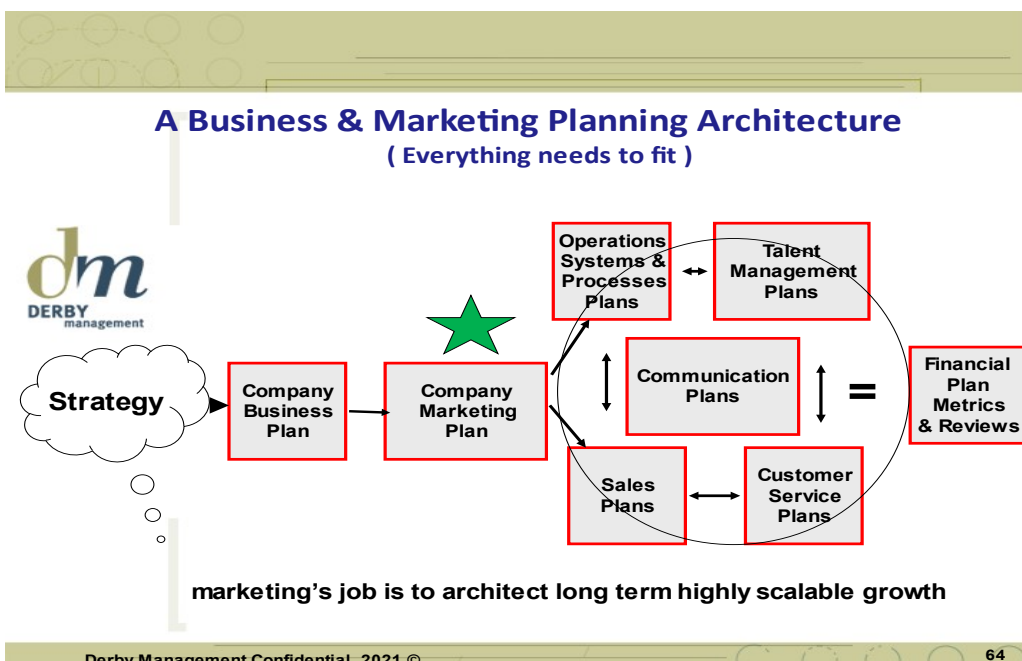 A Business & Marketing Planning Architecture
( Everything needs to fit )
dm
DERBY
management
Strategy
Company
Business
Plan
Company
Marketing
Plan
Operations
Systems &
Processes
Plans
Talent
Management
Plans
Communication
Plans
Sales
Plans
Customer
Service
Plans
=
Financial
Plan
Metrics
& Reviews
marketing's job is to architect long term highly scalable growth
Derby Management Confidential 2021 ©
64